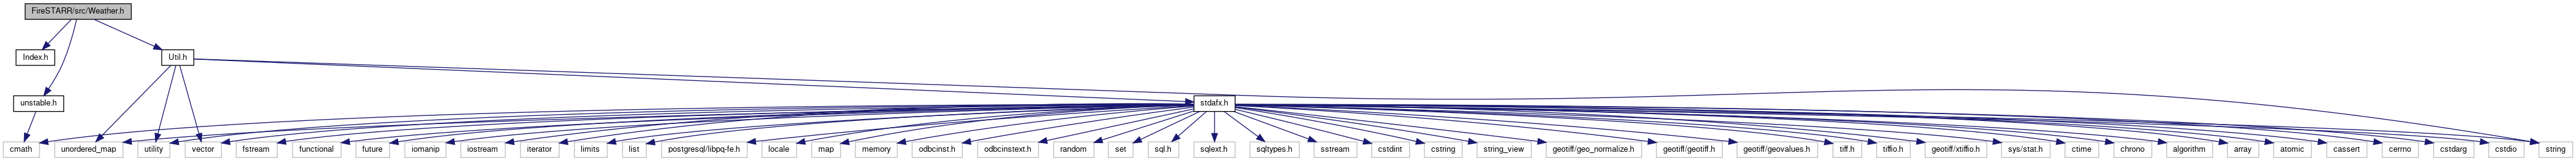 FireSTARR/src/Weather.h
Index.h
Util.h
unstable.h
stdafx.h
cmath
unordered_map
utility
vector
fstream
functional
future
iomanip
iostream
iterator
limits
list
postgresql/libpq-fe.h
locale
map
memory
odbcinst.h
odbcinstext.h
random
set
sql.h
sqlext.h
sqltypes.h
sstream
cstdint
cstring
string_view
geotiff/geo_normalize.h
geotiff/geotiff.h
geotiff/geovalues.h
tiff.h
tiffio.h
geotiff/xtiffio.h
sys/stat.h
ctime
chrono
algorithm
array
atomic
cassert
cerrno
cstdarg
cstdio
string